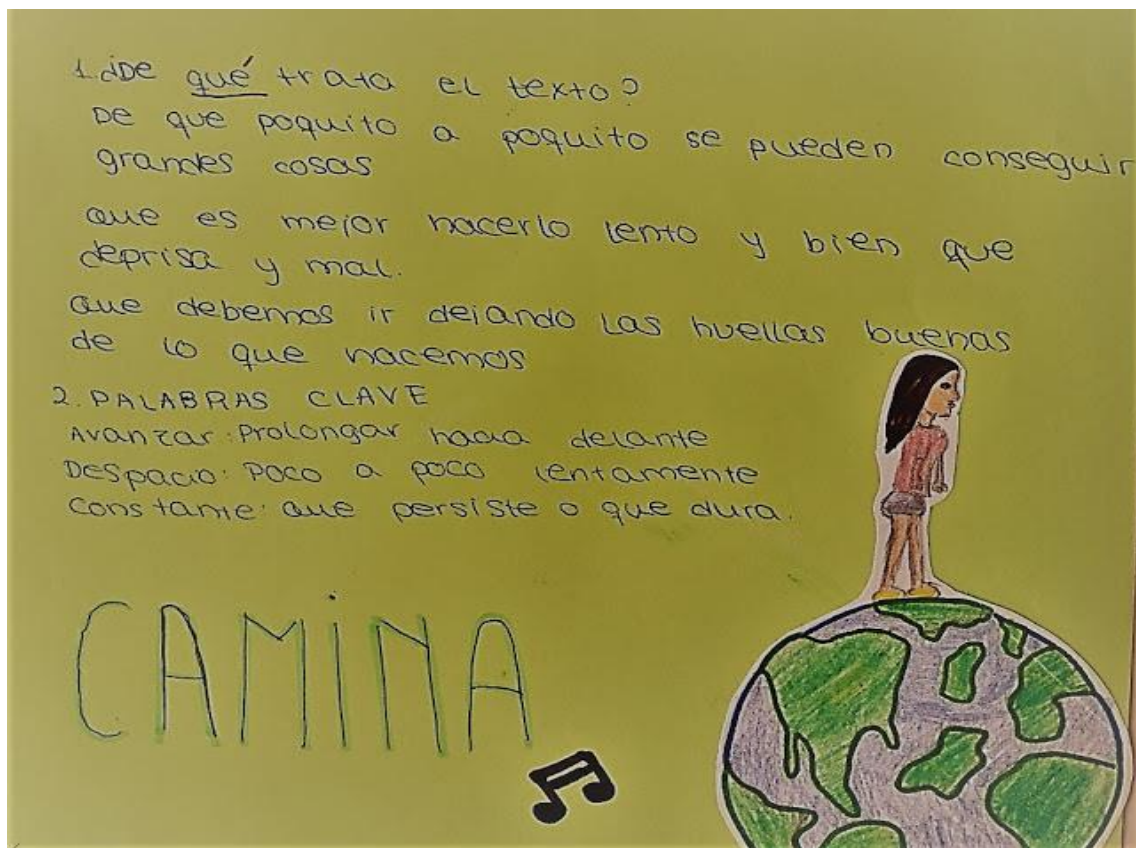 1. ¿De qué trata el texto?
De que poquito a poquito se pueden conseguir
grandes cosas
que es mejor hacerlo lento y bien que
deprisa y mal.
que debemos ir dejando las huellas buenas
de lo que hacemos
2. PALABRAS CLAVE
Avanzar: Prolongar hacia delante
Despacio: Poco a poco lentamente
Constante: que persiste o que dura.
CAMiNA